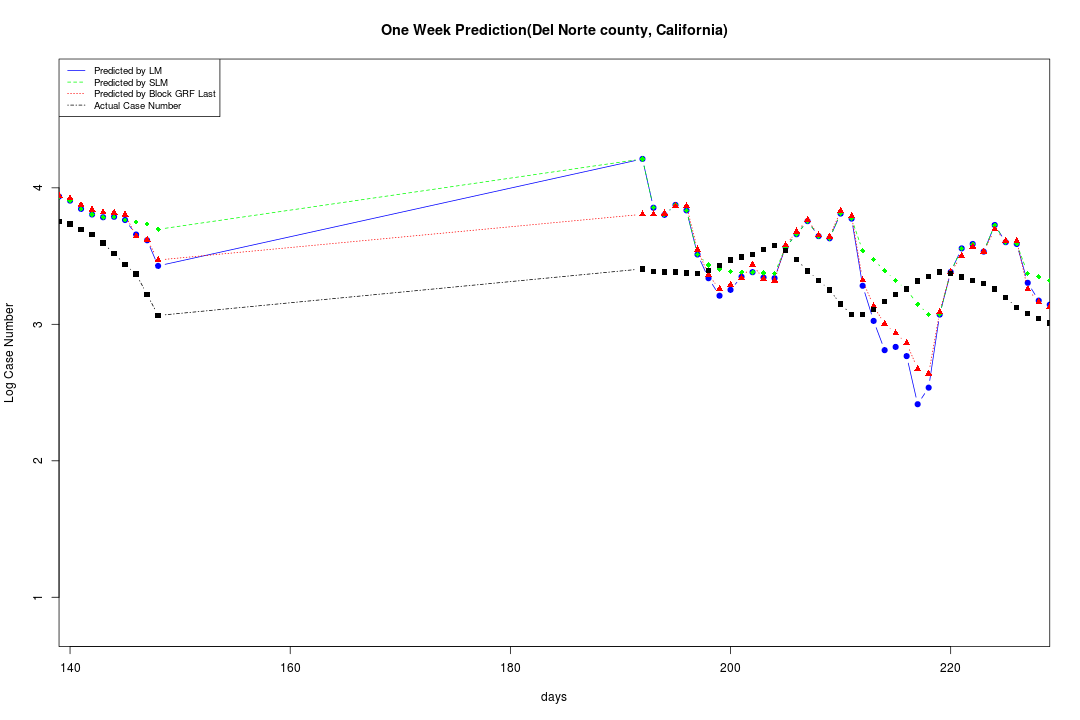 One Week Prediction(Del Norte county, California)
Predicted by LM
Predicted by SLM
Predicted by Block GRF Last
Actual Case Number
4
3
2
1
Log Case Number
140 160 180 200 220
days